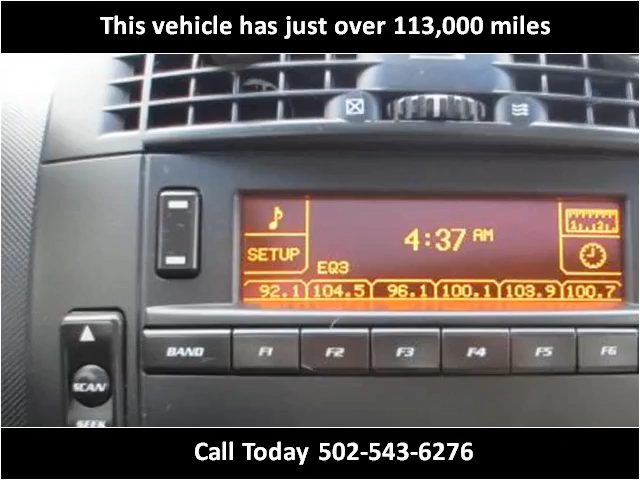 This vehicle has just over 113,000 miles
4:37 AM
SETUP
EQ3
92.1 104.5 96.1 100.1 103.9 100.7
BAND F1 F2 F3 F4 F5 F6
SCAN
SEEK
Call Today 502-543-6276